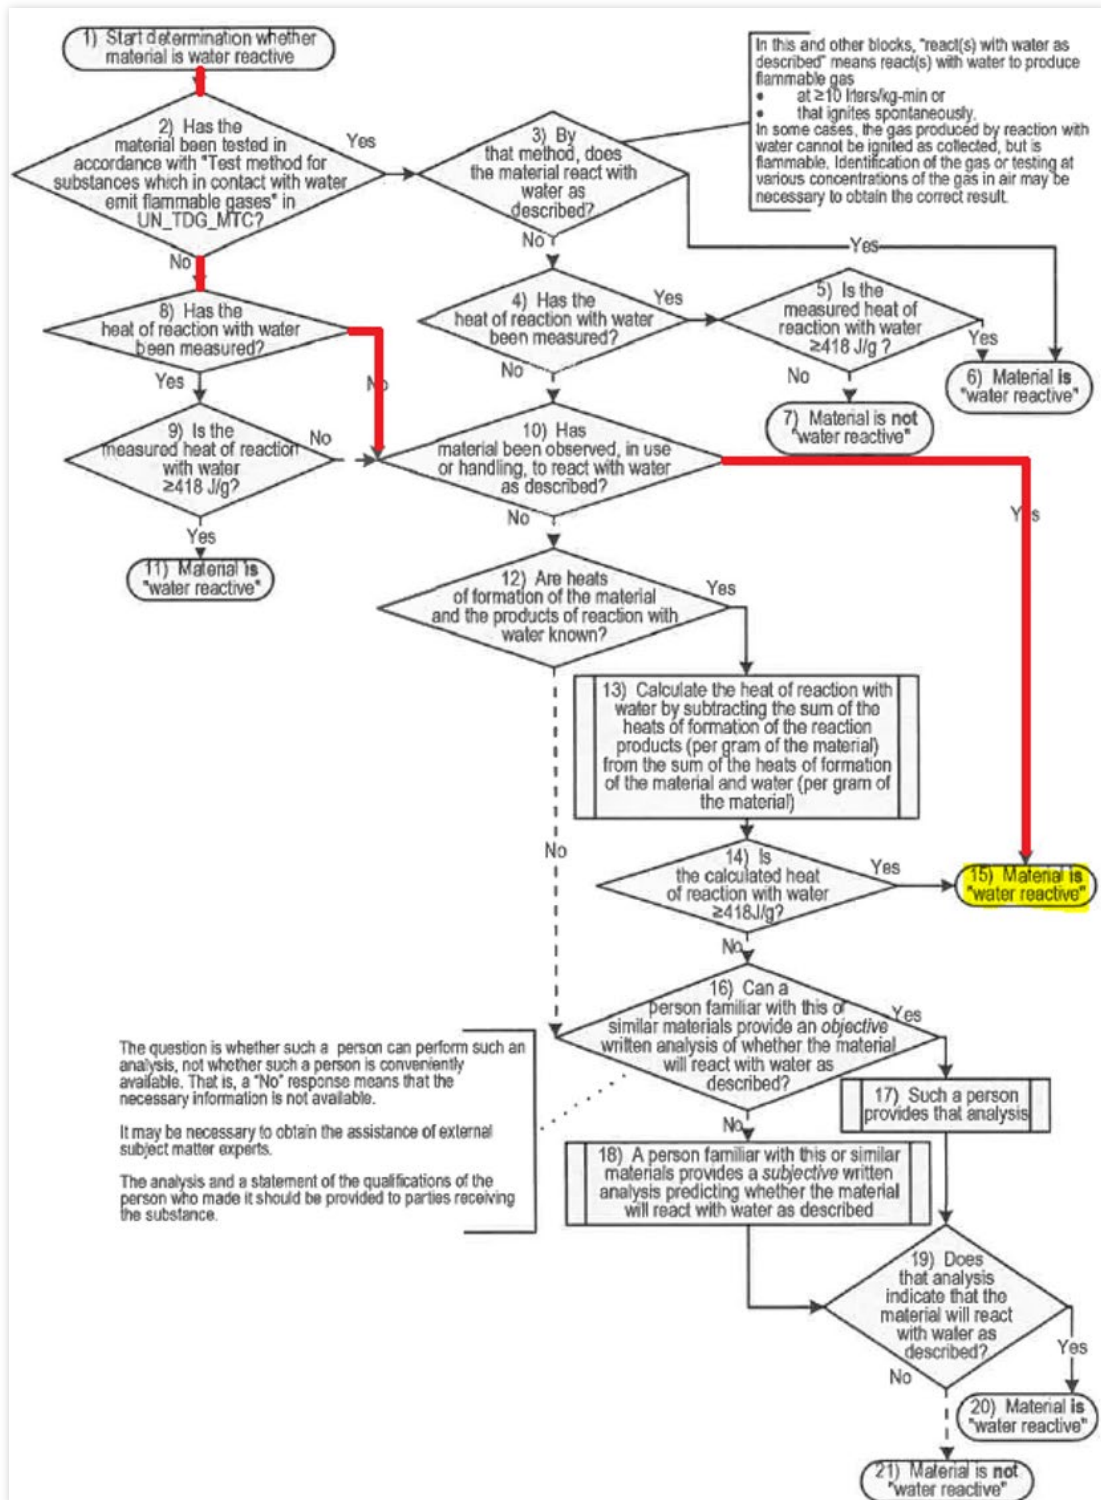 1) Start determination whether
material is water reactive
In this and other blocks, "react(s) with water as
described" means react(s) with water to produce
flammable gas
• at ≥10 liters/kg-min or
• that ignites spontaneously.
In some cases, the gas produced by reaction with
water cannot be ignited as collected, but is
flammable. Identification of the gas or testing at
various concentrations of the gas in air may be
necessary to obtain the correct result.
2) Has the
material been tested in
accordance with "Test method for
substances which in contact with water
emit flammable gases" in
UN_TDG_MTC?
Yes
No
3) By
that method, does
the material react with
water as
described?
Yes
No
8) Has the
heat of reaction with water
been measured?
Yes
No
4) Has the
heat of reaction with water
been measured?
Yes
No
5) Is the
measured heat of
reaction with water
≥418 J/g ?
Yes
No
6) Material is
"water reactive"
7) Material is not
"water reactive"
9) Is the
measured heat of reaction
with water
≥418 J/g?
No
Yes
10) Has
material been observed, in use
or handling, to react with water
as described?
No
Yes
11) Material is
"water reactive"
12) Are heats
of formation of the material
and the products of reaction with
water known?
Yes
No
13) Calculate the heat of reaction with
water by subtracting the sum of the
heats of formation of the reaction
products (per gram of the material)
from the sum of the heats of formation
of the material and water (per gram of
the material)
14) Is
the calculated heat
of reaction with water
≥418J/g?
Yes
No
15) Material is
"water reactive"
16) Can a
person familiar with this or
similar materials provide an objective
written analysis of whether the material
will react with water as
described?
Yes
No
The question is whether such a person can perform such an
analysis, not whether such a person is conveniently
available. That is, a "No" response means that the
necessary information is not available.
It may be necessary to obtain the assistance of external
subject matter experts.
The analysis and a statement of the qualifications of the
person who made it should be provided to parties receiving
the substance.
17) Such a person
provides that analysis
18) A person familiar with this or similar
materials provides a subjective written
analysis predicting whether the material
will react with water as described
19) Does
that analysis
indicate that the
material will react
with water as
described?
Yes
No
20) Material is
"water reactive"
21) Material is not
"water reactive"